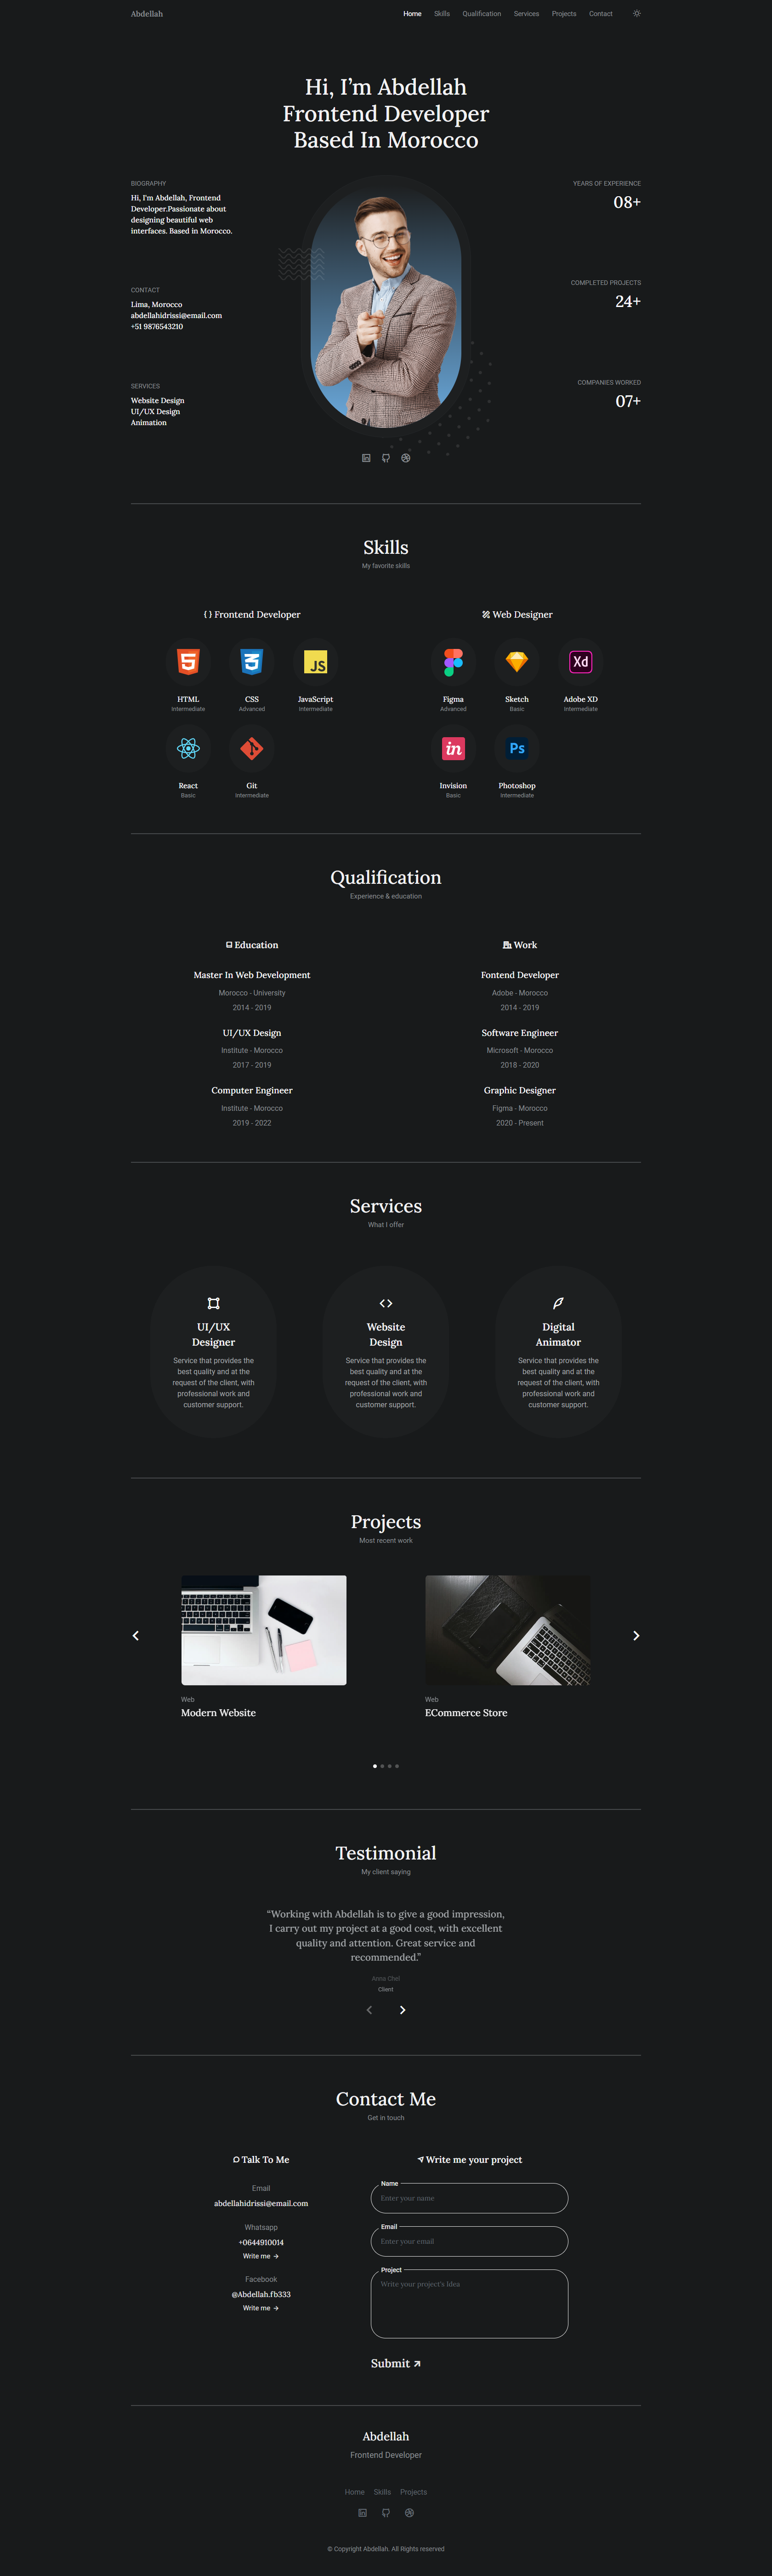 Abdellah
Home Skills Qualification Services Projects Contact
Hi, I'm Abdellah
Frontend Developer
Based In Morocco
BIOGRAPHY
Hi, I'm Abdellah, Frontend
Developer.Passionate about
designing beautiful web
interfaces. Based in Morocco.
CONTACT
Lima, Morocco
abdellahidrissi@email.com
+51 9876543210
SERVICES
Website Design
UI/UX Design
Animation
YEARS OF EXPERIENCE
08+
COMPLETED PROJECTS
24+
COMPANIES WORKED
07+
Skills
My favorite skills
{ } Frontend Developer
HTML
Intermediate
CSS
Advanced
JS
JavaScript
Intermediate
React
Basic
Git
Intermediate
Web Designer
Figma
Advanced
Sketch
Basic
Xd
Adobe XD
Intermediate
in
Invision
Basic
Ps
Photoshop
Intermediate
Qualification
Experience & education
Education
Master In Web Development
Morocco - University
2014 - 2019
UI/UX Design
Institute - Morocco
2017 - 2019
Computer Engineer
Institute - Morocco
2019 - 2022
Work
Fontend Developer
Adobe - Morocco
2014 - 2019
Software Engineer
Microsoft - Morocco
2018 - 2020
Graphic Designer
Figma - Morocco
2020 - Present
Services
What I offer
UI/UX
Designer
Service that provides the
best quality and at the
request of the client, with
professional work and
customer support.
Website
Design
Service that provides the
best quality and at the
request of the client, with
professional work and
customer support.
Digital
Animator
Service that provides the
best quality and at the
request of the client, with
professional work and
customer support.
Projects
Most recent work
Web
Modern Website
Web
ECommerce Store
Testimonial
My client saying
“Working with Abdellah is to give a good impression,
I carry out my project at a good cost, with excellent
quality and attention. Great service and
recommended.”
Anna Chel
Client
Contact Me
Get in touch
Talk To Me
Email
abdellahidrissi@email.com
Whatsapp
+0644910014
Write me →
Facebook
@Abdellah.fb333
Write me →
Write me your project
Name
Enter your name
Email
Enter your email
Project
Write your project's Idea
Submit
Abdellah
Frontend Developer
Home Skills Projects
© Copyright Abdellah. All Rights reserved